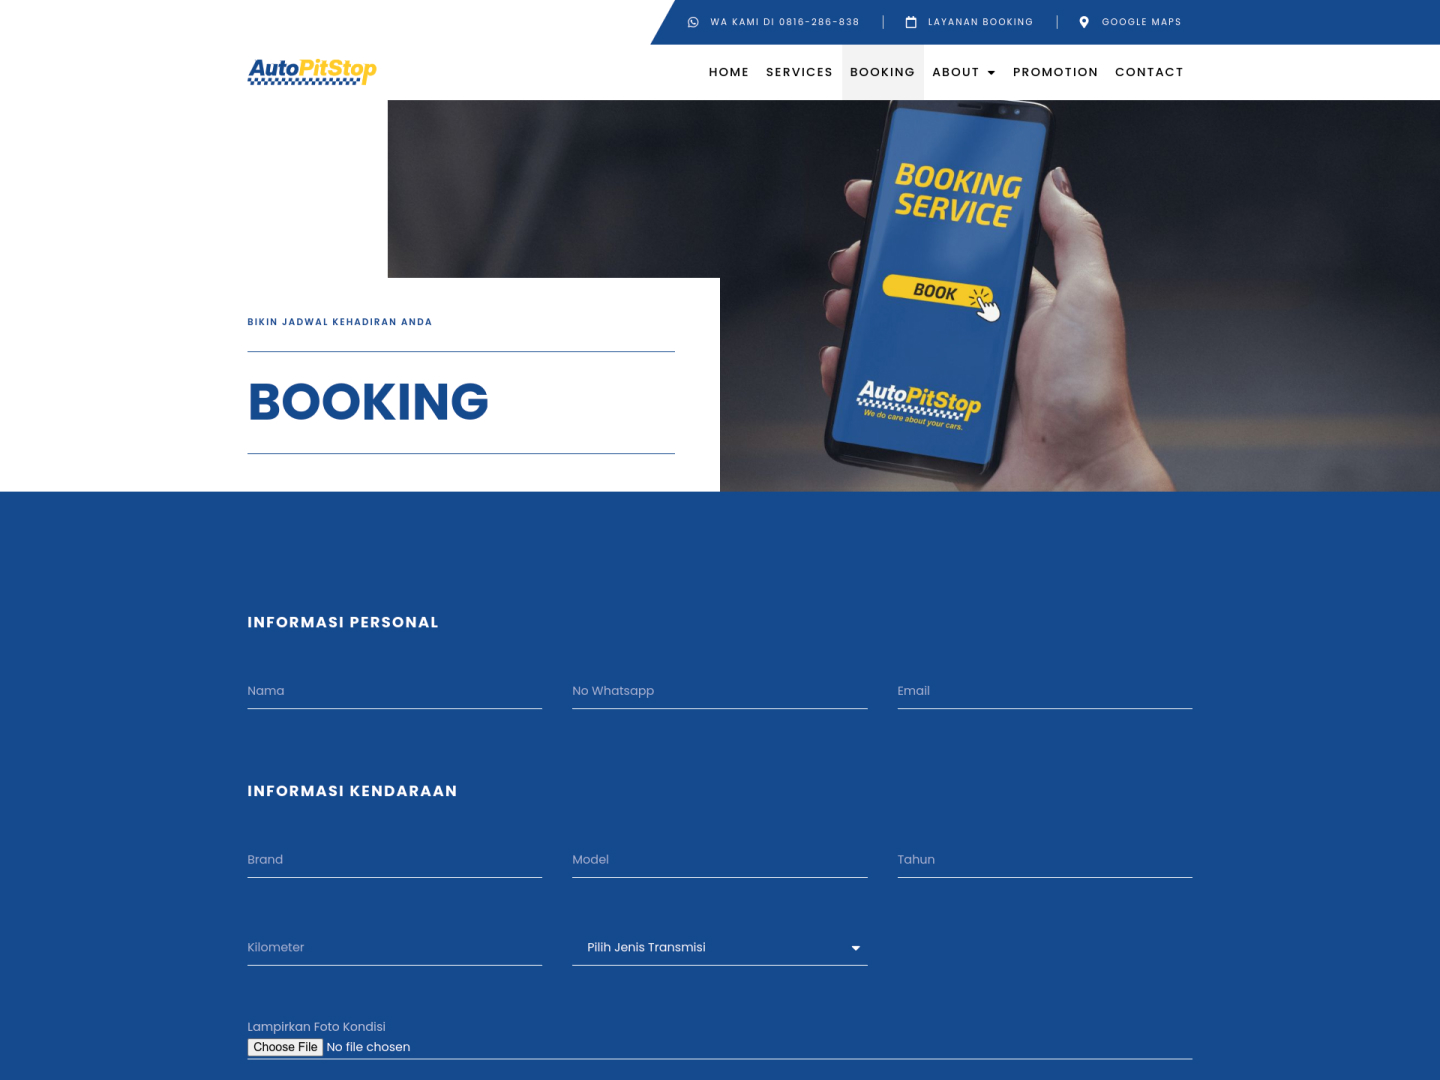 WA KAMI DI 0816-286-838
LAYANAN BOOKING
GOOGLE MAPS
AutoPitStop
HOME
SERVICES
BOOKING
ABOUT
PROMOTION
CONTACT
BOOKING
SERVICE
BOOK
AutoPitStop
We do care about your cars.
BIKIN JADWAL KEHADIRAN ANDA
BOOKING
INFORMASI PERSONAL
Nama
No Whatsapp
Email
INFORMASI KENDARAAN
Brand
Model
Tahun
Kilometer
Pilih Jenis Transmisi
Lampirkan Foto Kondisi
Choose File No file chosen